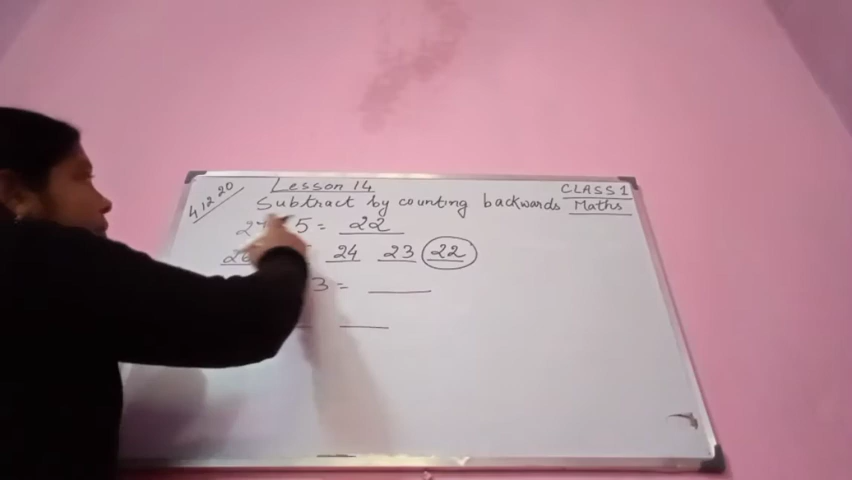 4 12 20
Lesson 14
CLASS 1
Subtract by counting backwards
Maths
5 = 22
24 23 22
3 =